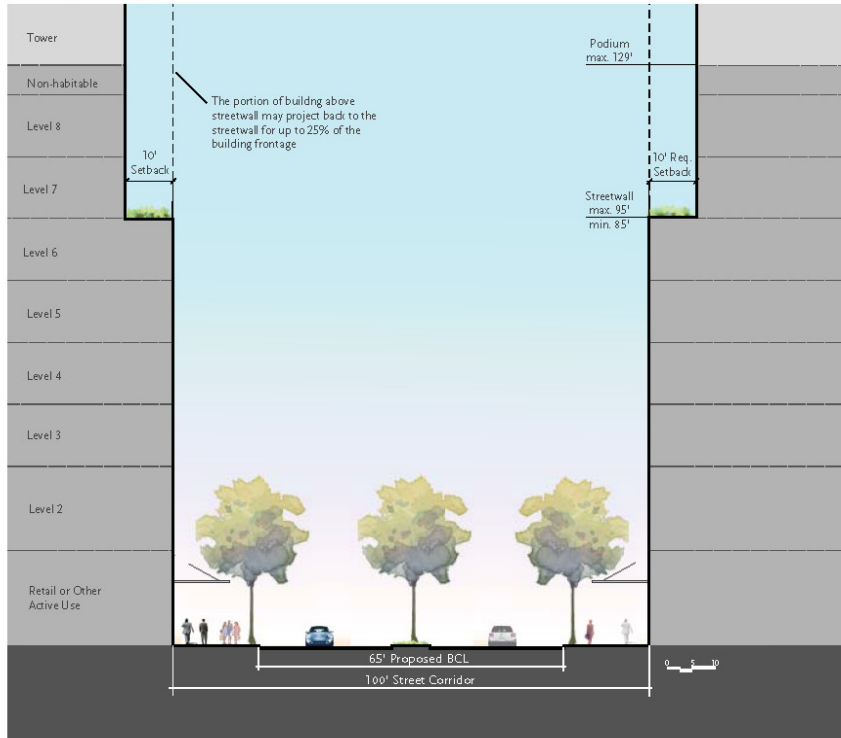 Tower
Podium
max. 129'
Non-habitable
The portion of buildng above
streetwall may project back to the
streetwall for up to 25% of the
building frontage
Level 8
10'
Setback
10' Req.
Setback
Level 7
Streetwall
max. 95'
min. 85'
Level 6
Level 5
Level 4
Level 3
Level 2
Retail or Other
Active Use
65' Proposed BCL
0 5 10
100' Street Corridor